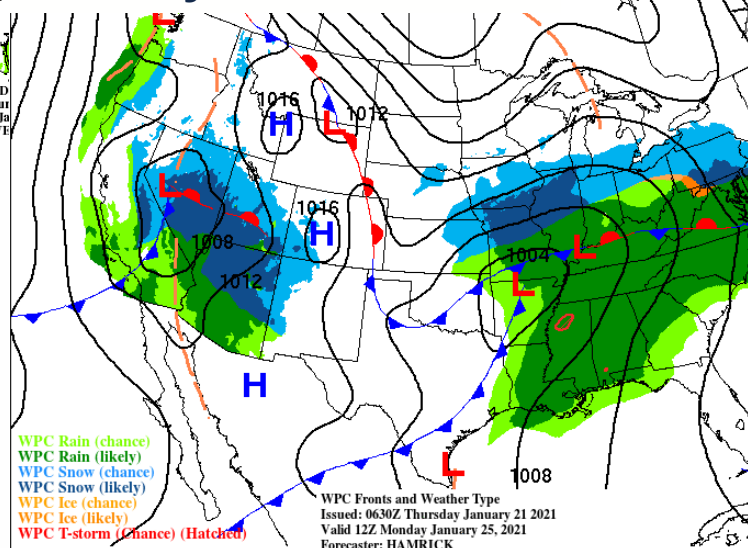 L
1016
H
1012
L
L
1016
H
1008
1012
1004
L
L
H
L
1008
WPC Rain (chance)
WPC Rain (likely)
WPC Snow (chance)
WPC Snow (likely)
WPC Ice (chance)
WPC Ice (likely)
WPC T-storm (Chance) (Hatched)
WPC Fronts and Weather Type
Issued: 0630Z Thursday January 21 2021
Valid 12Z Monday January 25, 2021
Forecaster: HAMRICK